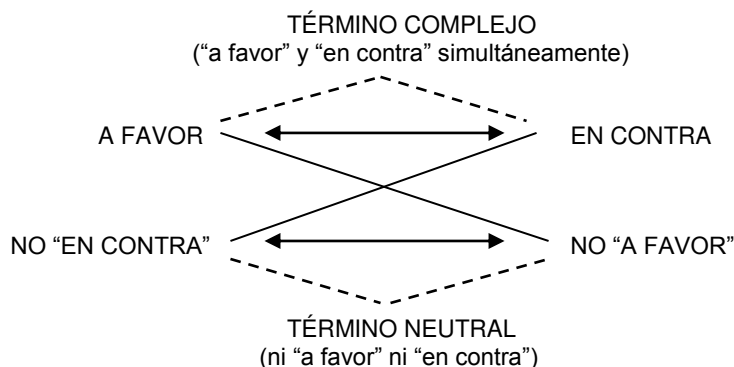 TÉRMINO COMPLEJO
(“a favor” y “en contra” simultáneamente)
A FAVOR
EN CONTRA
NO “EN CONTRA”
NO “A FAVOR”
TÉRMINO NEUTRAL
(ni “a favor” ni “en contra”)